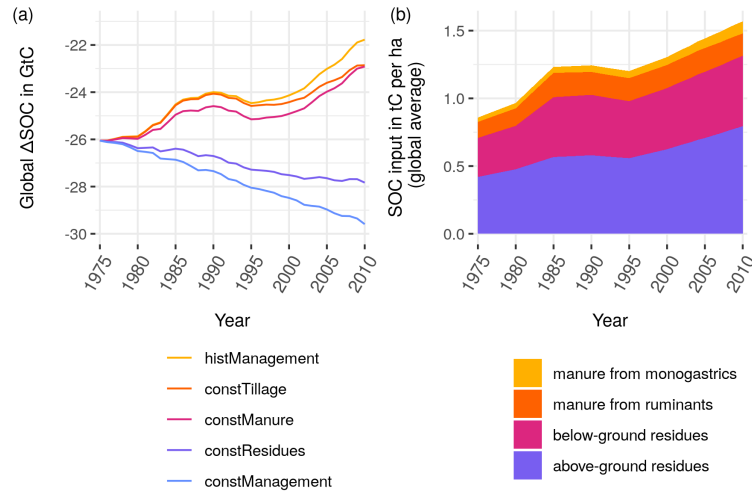 (a)
Global ΔSOC in GtC
-22
-24
-26
-28
-30
1975
1980
1985
1990
1995
2000
2005
2010
Year
histManagement
constTillage
constManure
constResidues
constManagement
(b)
SOC input in tC per ha
(global average)
1.5
1.0
0.5
0.0
1975
1980
1985
1990
1995
2000
2005
2010
Year
manure from monogastrics
manure from ruminants
below-ground residues
above-ground residues